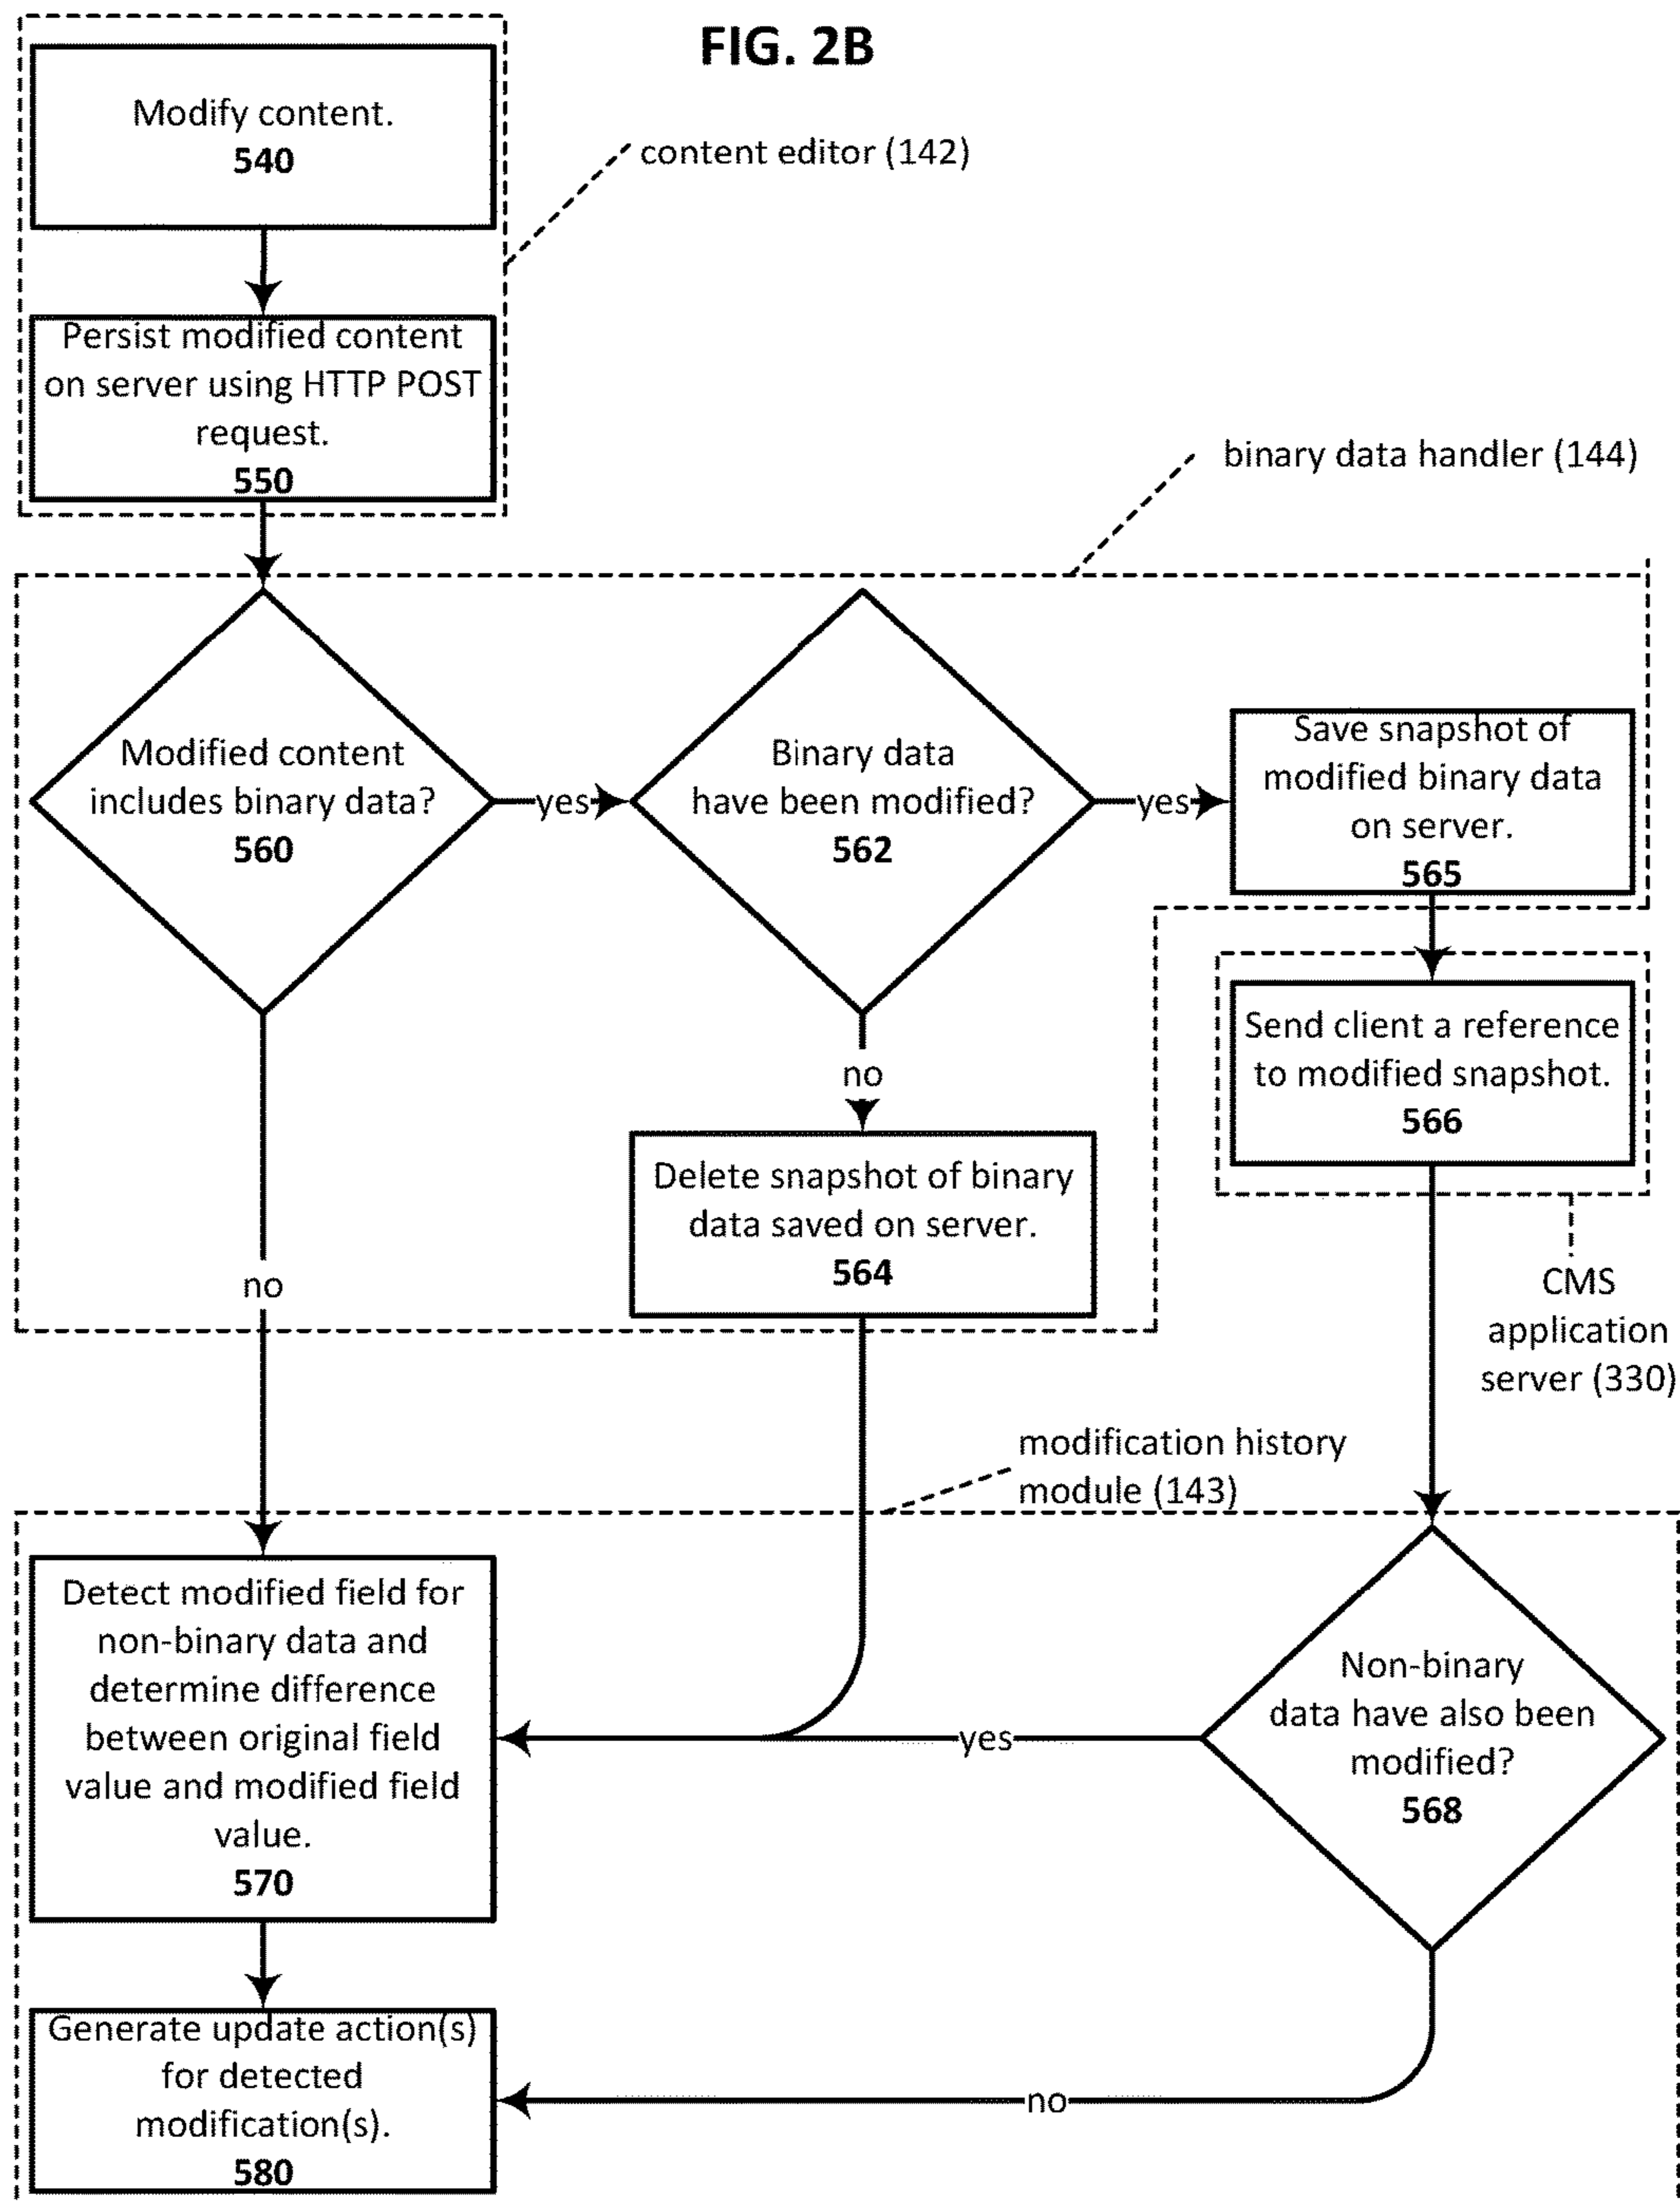 FIG. 2B
Modify content.
540
content editor (142)
Persist modified content
on server using HTTP POST
request.
550
binary data handler (144)
Modified content
includes binary data?
560
yes
Binary data
have been modified?
562
yes
Save snapshot of
modified binary data
on server.
565
Send client a reference
to modified snapshot.
566
no
Delete snapshot of binary
data saved on server.
564
no
CMS
application
server (330)
modification history
module (143)
Detect modified field for
non-binary data and
determine difference
between original field
value and modified field
value.
570
yes
Non-binary
data have also been
modified?
568
Generate update action(s)
for detected
modification(s).
580
no